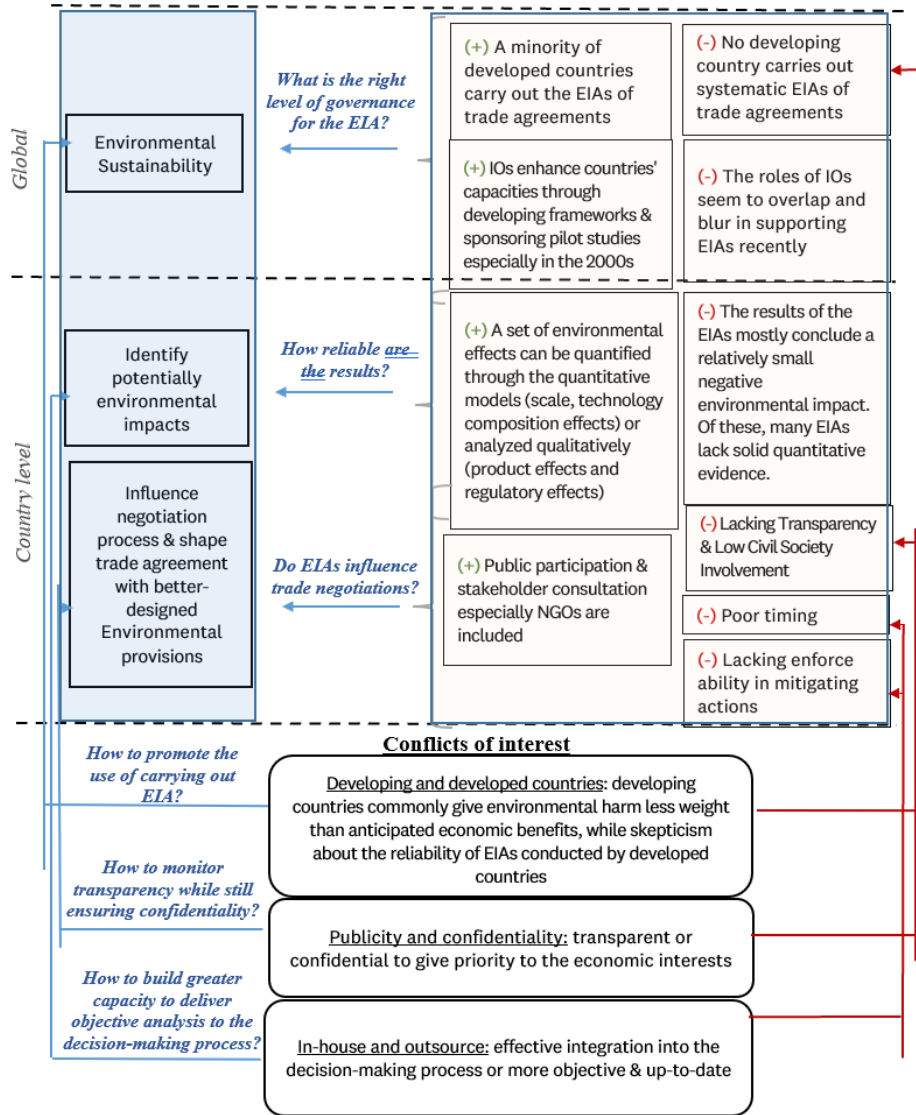 Global
Environmental
Sustainability
What is the right
level of governance
for the EIA?
(+) A minority of
developed countries
carry out the EIAs of
trade agreements
(-) No developing
country carries out
systematic EIAs of
trade agreements
(+) IOs enhance countries'
capacities through
developing frameworks &
sponsoring pilot studies
especially in the 2000s
(-) The roles of IOs
seem to overlap and
blur in supporting
EIAs recently
Country level
Identify
potentially
environmental
impacts
How reliable are
the results?
(+) A set of environmental
effects can be quantified
through the quantitative
models (scale, technology
composition effects) or
analyzed qualitatively
(product effects and
regulatory effects)
(-) The results of the
EIAs mostly conclude a
relatively small
negative
environmental impact.
Of these, many EIAs
lack solid quantitative
evidence.
Influence
negotiation
process & shape
trade agreement
with better-
designed
Environmental
provisions
Do EIAs influence
trade negotiations?
(+) Public participation &
stakeholder consultation
especially NGOs are
included
(-) Lacking Transparency
& Low Civil Society
Involvement
(-) Poor timing
(-) Lacking enforce
ability in mitigating
actions
Conflicts of interest
How to promote the
use of carrying out
EIA?
Developing and developed countries: developing
countries commonly give environmental harm less weight
than anticipated economic benefits, while skepticism
about the reliability of EIAs conducted by developed
countries
How to monitor
transparency while still
ensuring confidentiality?
Publicity and confidentiality: transparent or
confidential to give priority to the economic interests
How to build greater
capacity to deliver
objective analysis to the
decision-making process?
In-house and outsource: effective integration into the
decision-making process or more objective & up-to-date